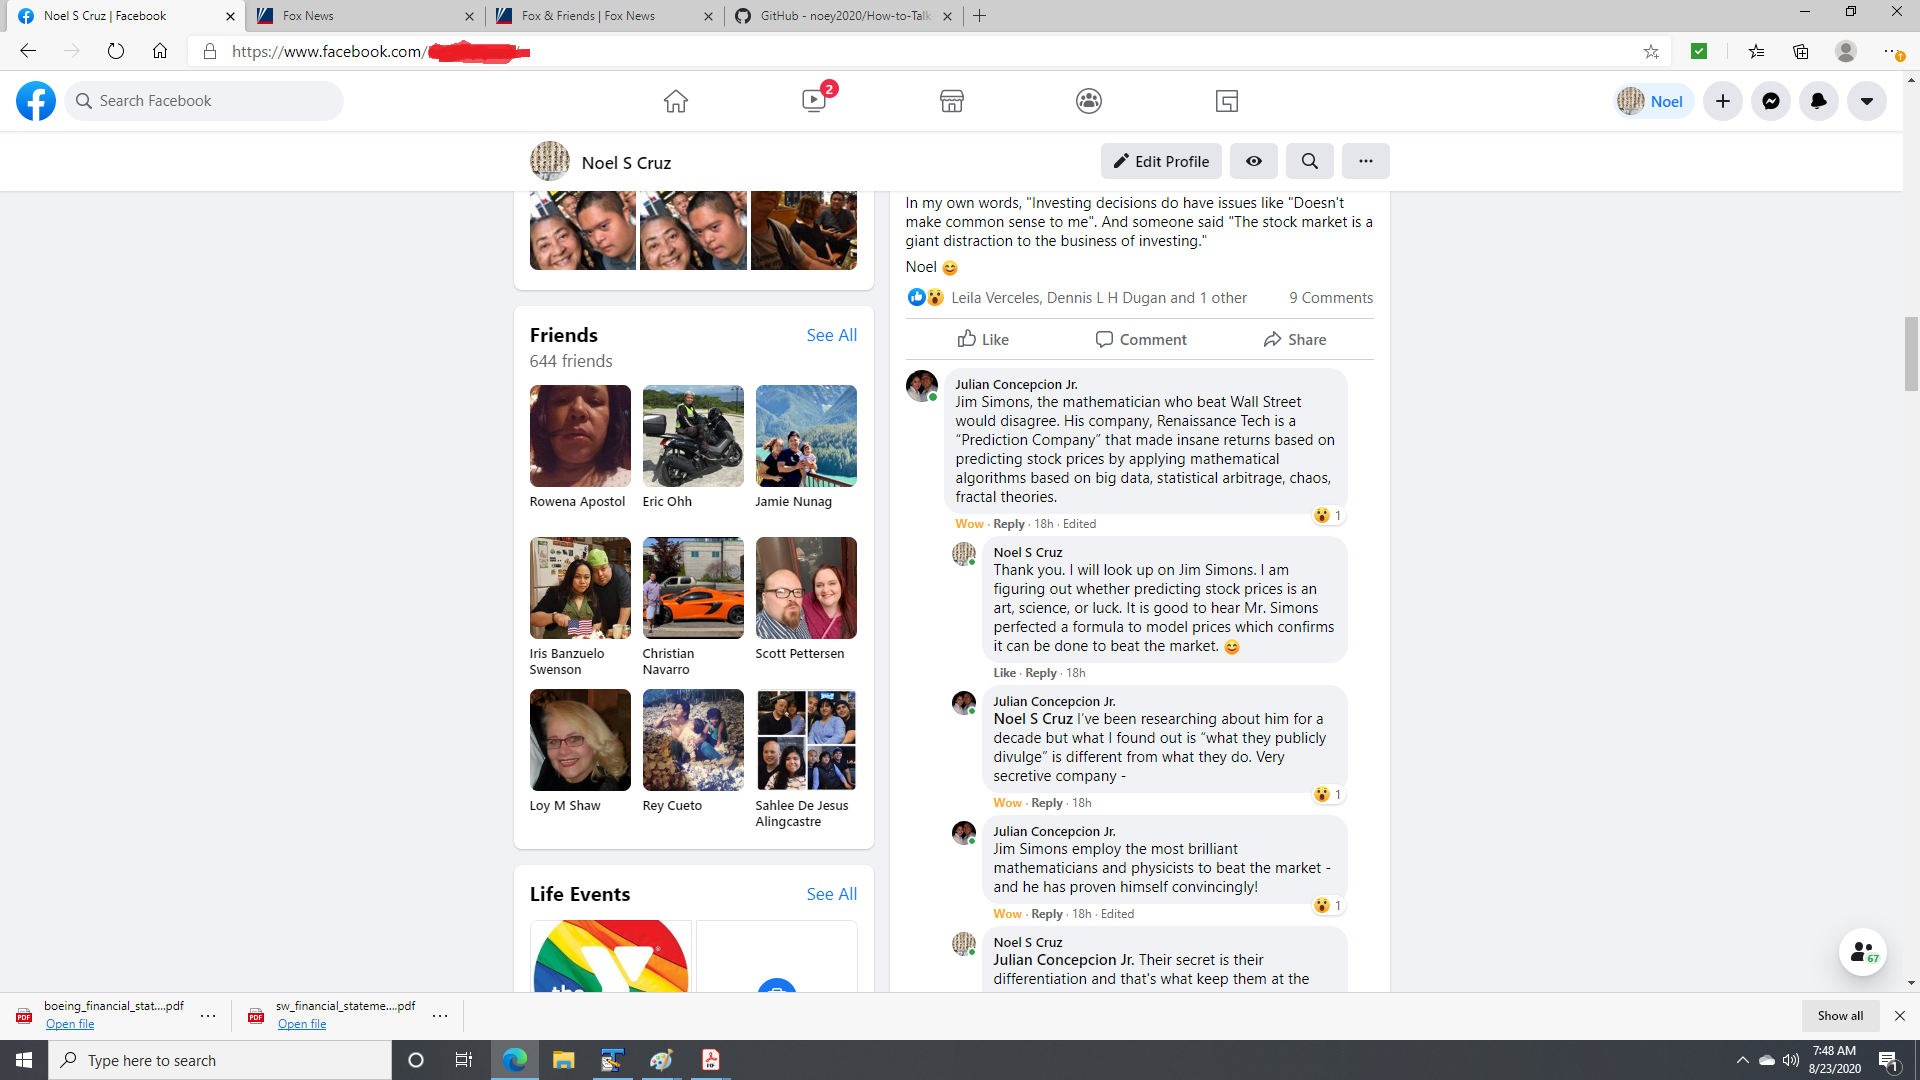 Noel S Cruz | Facebook
Fox News
Fox & Friends | Fox News
GitHub - noey2020/How-to-Talk
https://www.facebook.com/
Search Facebook
2
Noel
Noel S Cruz
Edit Profile
In my own words, "Investing decisions do have issues like "Doesn't
make common sense to me". And someone said "The stock market is a
giant distraction to the business of investing."
Noel 😊
Leila Verceles, Dennis L H Dugan and 1 other
9 Comments
Like
Comment
Share
Friends
See All
644 friends
Rowena Apostol
Eric Ohh
Jamie Nunag
Iris Banzuelo
Swenson
Christian
Navarro
Scott Pettersen
Loy M Shaw
Rey Cueto
Sahlee De Jesus
Alingcastre
Life Events
See All
the
Julian Concepcion Jr.
Jim Simons, the mathematician who beat Wall Street
would disagree. His company, Renaissance Tech is a
“Prediction Company” that made insane returns based on
predicting stock prices by applying mathematical
algorithms based on big data, statistical arbitrage, chaos,
fractal theories.
1
Wow · Reply · 18h · Edited
Noel S Cruz
Thank you. I will look up on Jim Simons. I am
figuring out whether predicting stock prices is an
art, science, or luck. It is good to hear Mr. Simons
perfected a formula to model prices which confirms
it can be done to beat the market. 😊
Like · Reply · 18h
Julian Concepcion Jr.
Noel S Cruz I’ve been researching about him for a
decade but what I found out is “what they publicly
divulge” is different from what they do. Very
secretive company -
1
Wow · Reply · 18h
Julian Concepcion Jr.
Jim Simons employ the most brilliant
mathematicians and physicists to beat the market -
and he has proven himself convincingly!
1
Wow · Reply · 18h · Edited
Noel S Cruz
Julian Concepcion Jr. Their secret is their
differentiation and that's what keep them at the
67
boeing_financial_stat....pdf
Open file
sw_financial_stateme....pdf
Open file
Show all
Type here to search
7:48 AM
8/23/2020
1